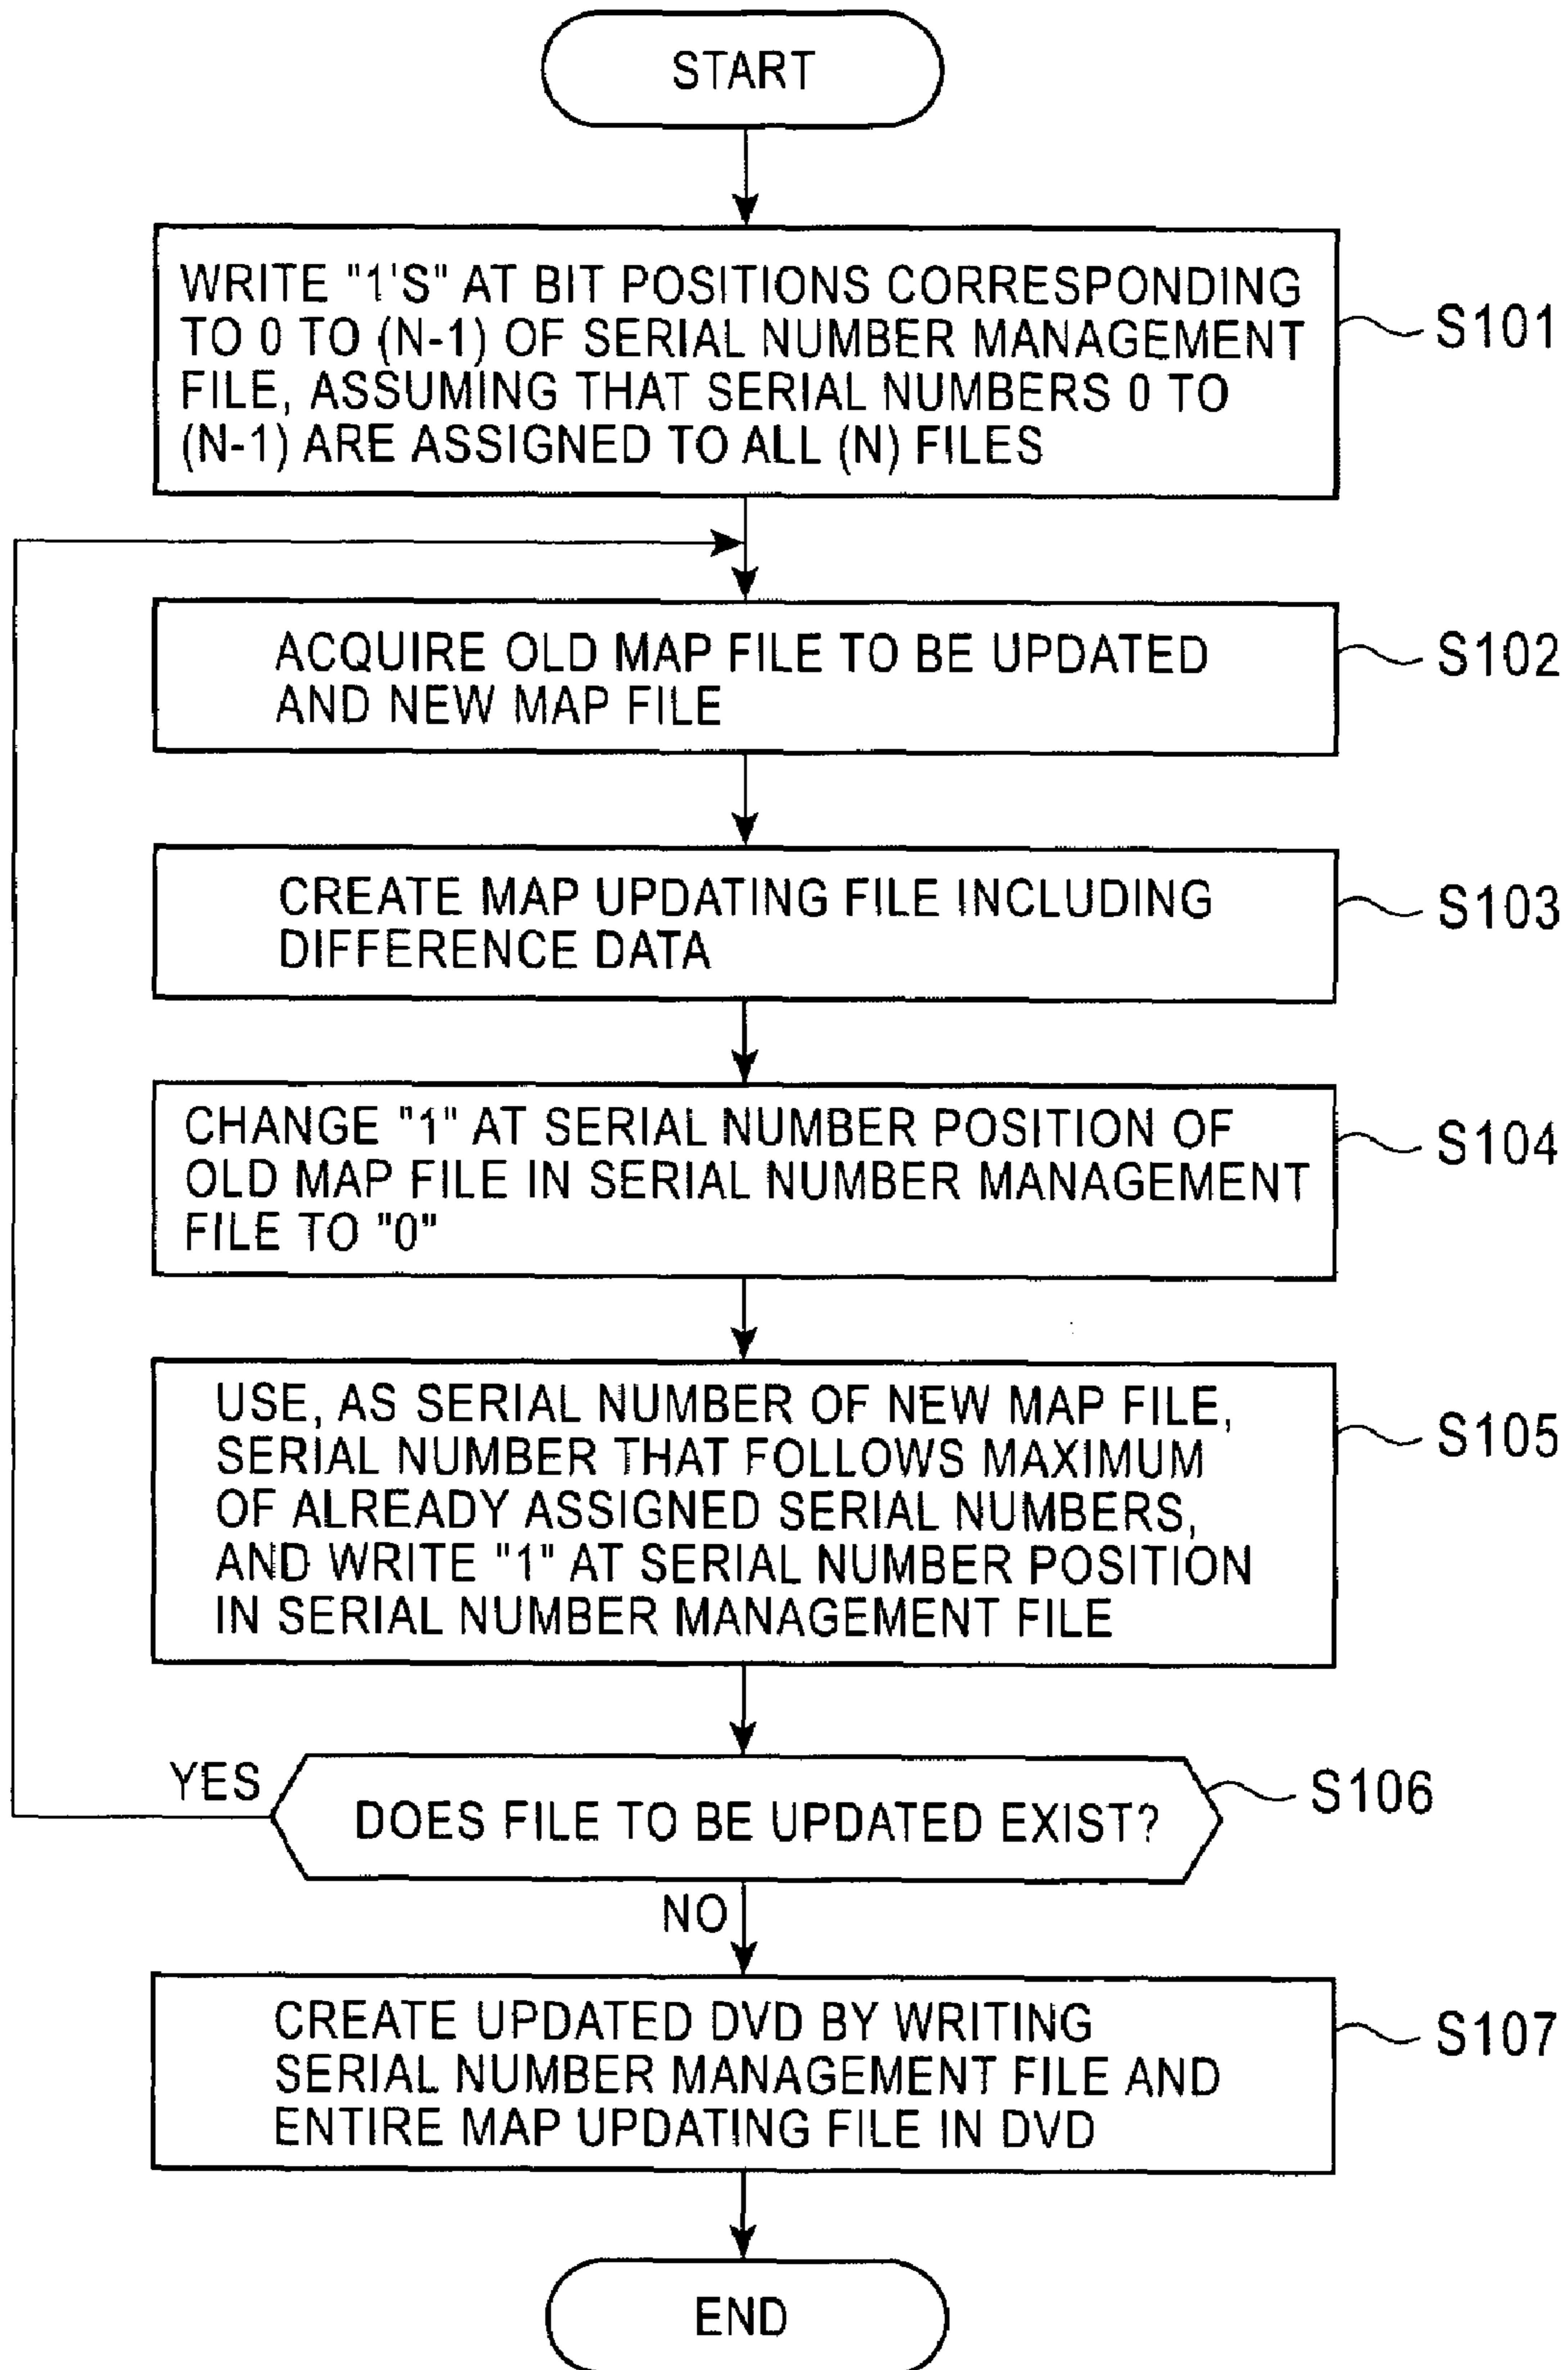 START
WRITE "1'S" AT BIT POSITIONS CORRESPONDING
TO 0 TO (N-1) OF SERIAL NUMBER MANAGEMENT
FILE, ASSUMING THAT SERIAL NUMBERS 0 TO
(N-1) ARE ASSIGNED TO ALL (N) FILES
S101
ACQUIRE OLD MAP FILE TO BE UPDATED
AND NEW MAP FILE
S102
CREATE MAP UPDATING FILE INCLUDING
DIFFERENCE DATA
S103
CHANGE "1" AT SERIAL NUMBER POSITION OF
OLD MAP FILE IN SERIAL NUMBER MANAGEMENT
FILE TO "0"
S104
USE, AS SERIAL NUMBER OF NEW MAP FILE,
SERIAL NUMBER THAT FOLLOWS MAXIMUM
OF ALREADY ASSIGNED SERIAL NUMBERS,
AND WRITE "1" AT SERIAL NUMBER POSITION
IN SERIAL NUMBER MANAGEMENT FILE
S105
YES
DOES FILE TO BE UPDATED EXIST?
S106
NO
CREATE UPDATED DVD BY WRITING
SERIAL NUMBER MANAGEMENT FILE AND
ENTIRE MAP UPDATING FILE IN DVD
S107
END